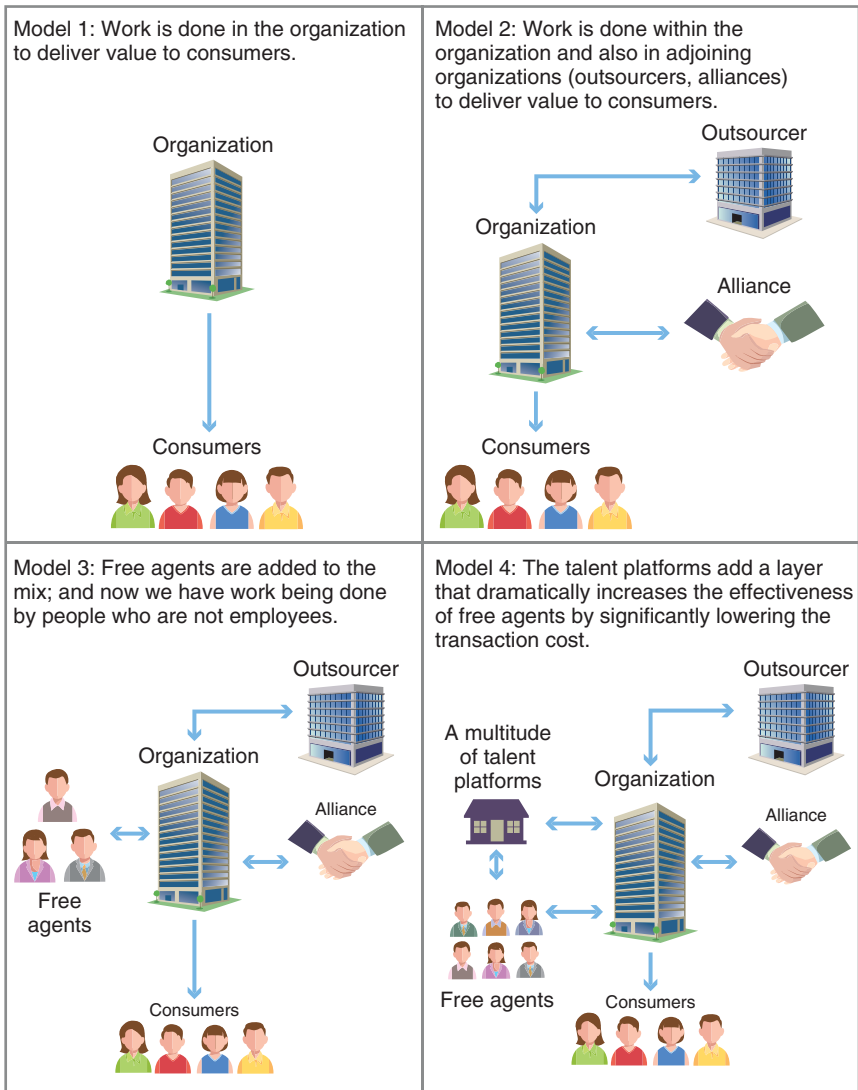 Model 1: Work is done in the organization
to deliver value to consumers.
Organization
Consumers
Model 2: Work is done within the
organization and also in adjoining
organizations (outsourcers, alliances)
to deliver value to consumers.
Outsourcer
Organization
Alliance
Consumers
Model 3: Free agents are added to the
mix; and now we have work being done
by people who are not employees.
Outsourcer
Organization
Alliance
Free
agents
Consumers
Model 4: The talent platforms add a layer
that dramatically increases the effectiveness
of free agents by significantly lowering the
transaction cost.
Outsourcer
A multitude
of talent
platforms
Organization
Alliance
Free agents
Consumers